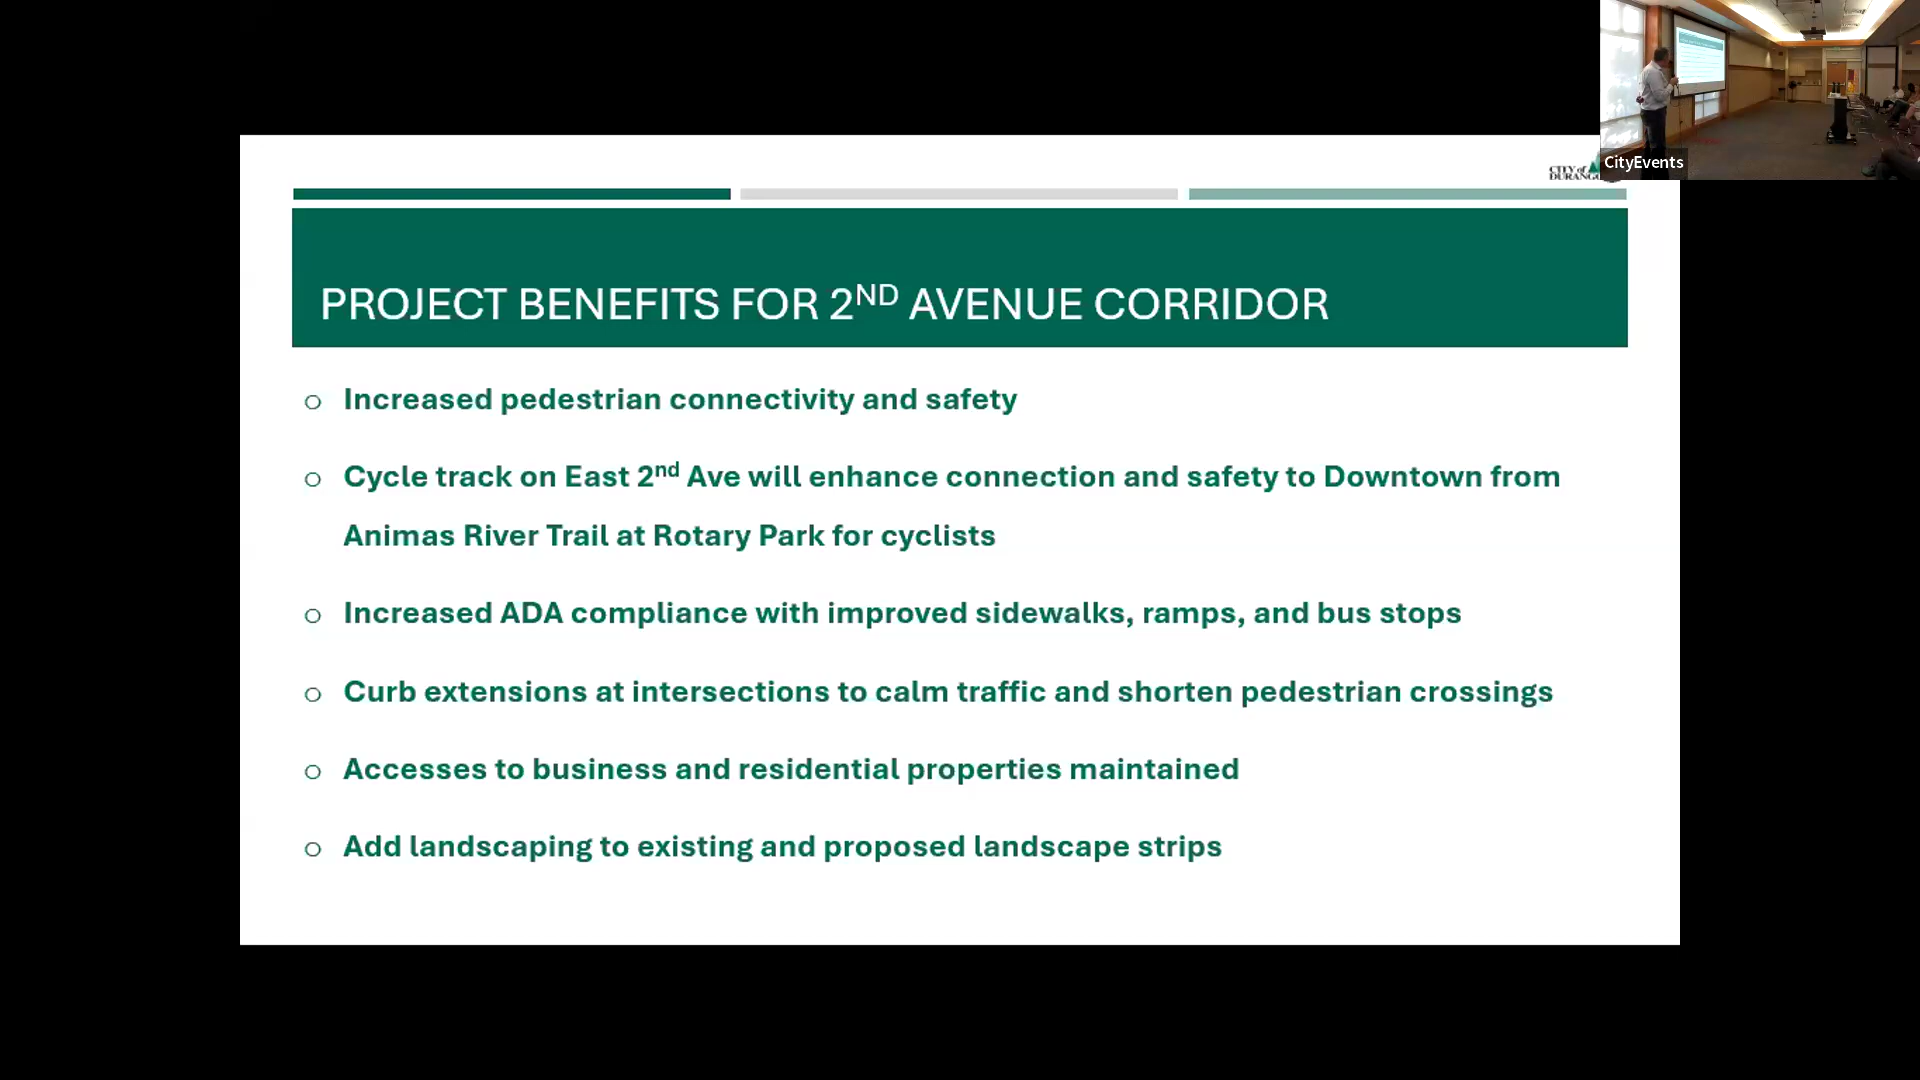 CityEvents
CITY of
DURANGO
PROJECT BENEFITS FOR 2ND AVENUE CORRIDOR
o Increased pedestrian connectivity and safety
o Cycle track on East 2nd Ave will enhance connection and safety to Downtown from
Animas River Trail at Rotary Park for cyclists
o Increased ADA compliance with improved sidewalks, ramps, and bus stops
o Curb extensions at intersections to calm traffic and shorten pedestrian crossings
o Accesses to business and residential properties maintained
o Add landscaping to existing and proposed landscape strips